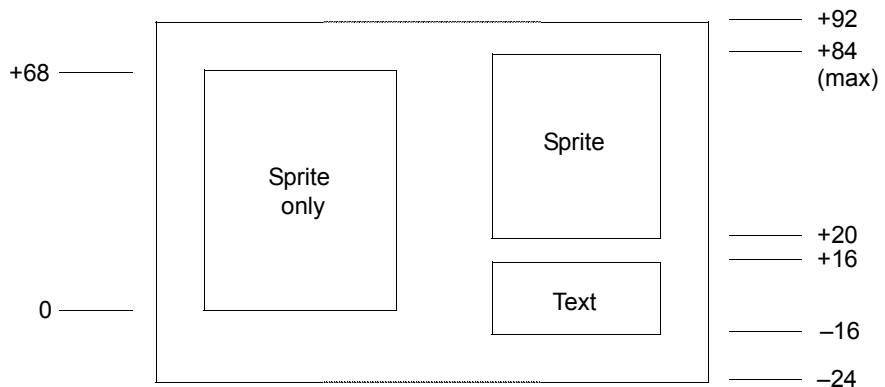 +92
+84
(max)
+68
Sprite
Sprite
only
+20
+16
Text
0
–16
–24